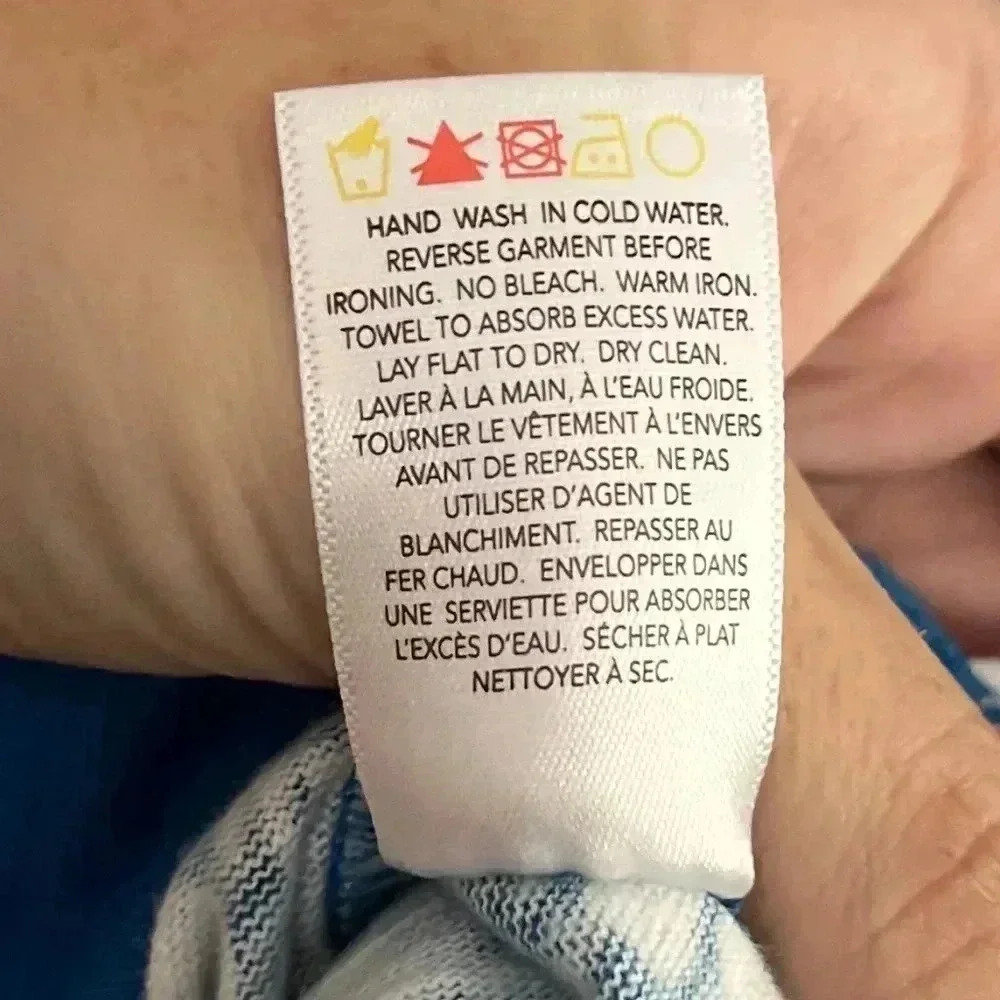 HAND WASH IN COLD WATER.
REVERSE GARMENT BEFORE
IRONING. NO BLEACH. WARM IRON.
TOWEL TO ABSORB EXCESS WATER.
LAY FLAT TO DRY. DRY CLEAN.
LAVER À LA MAIN, À L'EAU FROIDE.
TOURNER LE VÊTEMENT À L'ENVERS
AVANT DE REPASSER. NE PAS
UTILISER D'AGENT DE
BLANCHIMENT. REPASSER AU
FER CHAUD. ENVELOPPER DANS
UNE SERVIETTE POUR ABSORBER
L'EXCÈS D'EAU. SÉCHER À PLAT
NETTOYER À SEC.